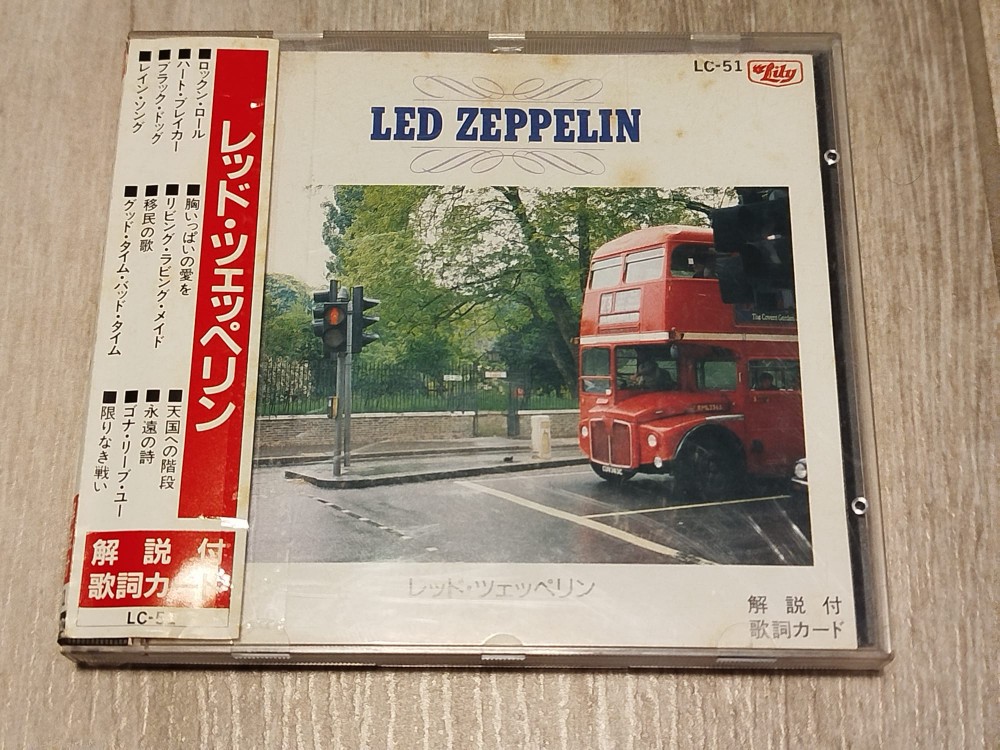 レッド・ツェッペリン
■ロックン・ロール
■ハート・ブレイカー
■ブラック・ドッグ
■レイン・ソング
■胸いっぱいの愛を
■リビング・ラビング・メイド
■移民の歌
■グッド・タイム・バッド・タイム
■天国への階段
■永遠の詩
■ゴナ・リーブ・ユー
■限りなき戦い
解説付
歌詞カード
LC-51
LC-51 Lily
LED ZEPPELIN
レッド・ツェッペリン
解説付
歌詞カード